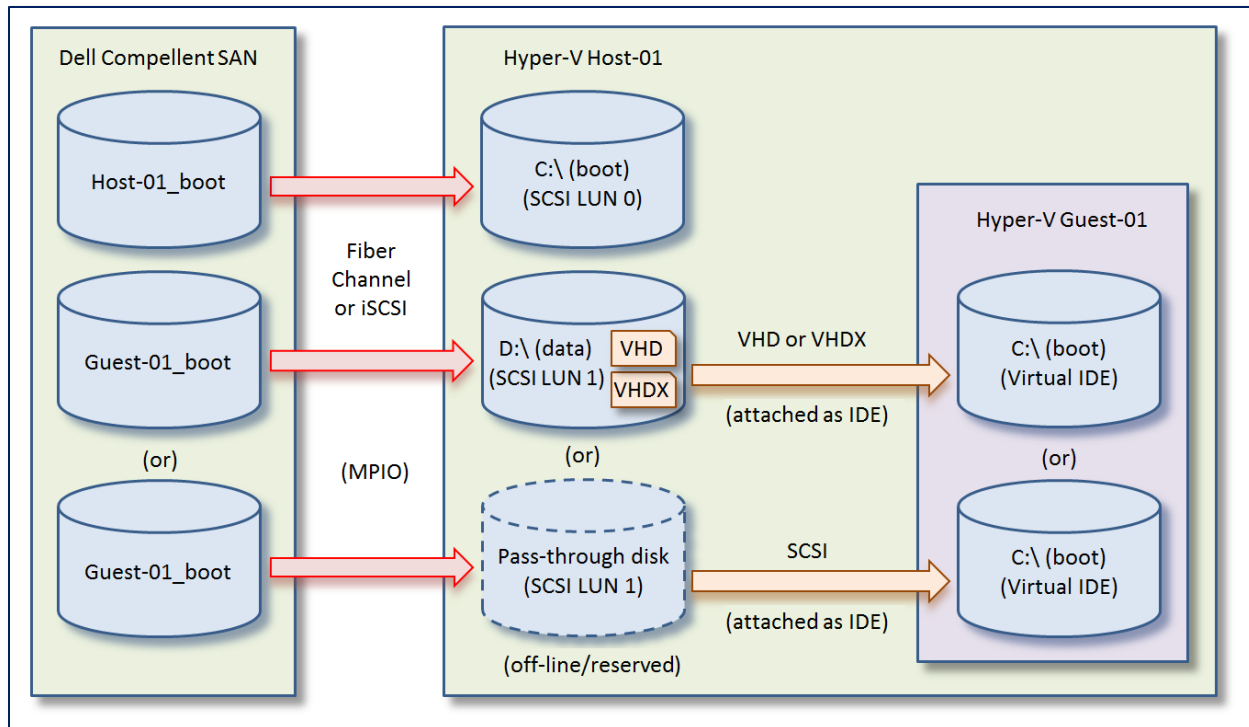 Dell Compellent SAN
Host-01_boot
Guest-01_boot
(or)
Guest-01_boot
Fiber
Channel
or iSCSI
(MPIO)
Hyper-V Host-01
C:\ (boot)
(SCSI LUN 0)
D:\ (data)
(SCSI LUN 1)
VHD
VHDX
(or)
Pass-through disk
(SCSI LUN 1)
(off-line/reserved)
VHD or VHDX
(attached as IDE)
SCSI
(attached as IDE)
Hyper-V Guest-01
C:\ (boot)
(Virtual IDE)
(or)
C:\ (boot)
(Virtual IDE)